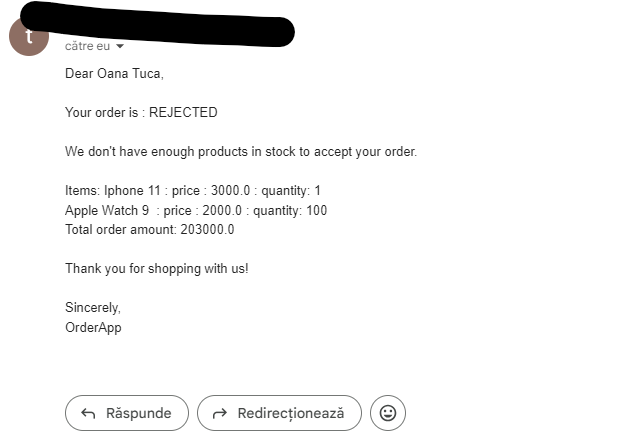 t
către eu
Dear Oana Tuca,
Your order is : REJECTED
We don't have enough products in stock to accept your order.
Items: Iphone 11 : price : 3000.0 : quantity: 1
Apple Watch 9  : price : 2000.0 : quantity: 100
Total order amount: 203000.0
Thank you for shopping with us!
Sincerely,
OrderApp
Răspunde
Redirecționează